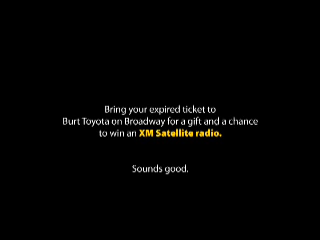 Bring your expired ticket to
Burt Toyota on Broadway for a gift and a chance
to win an XM Satellite radio.
Sounds good.